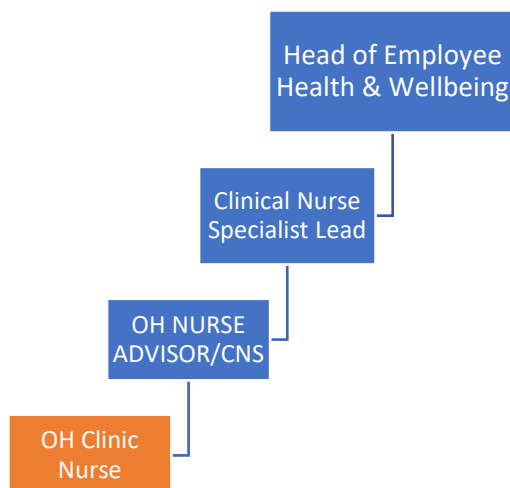 Head of Employee
Health & Wellbeing
Clinical Nurse
Specialist Lead
OH NURSE
ADVISOR/CNS
OH Clinic
Nurse